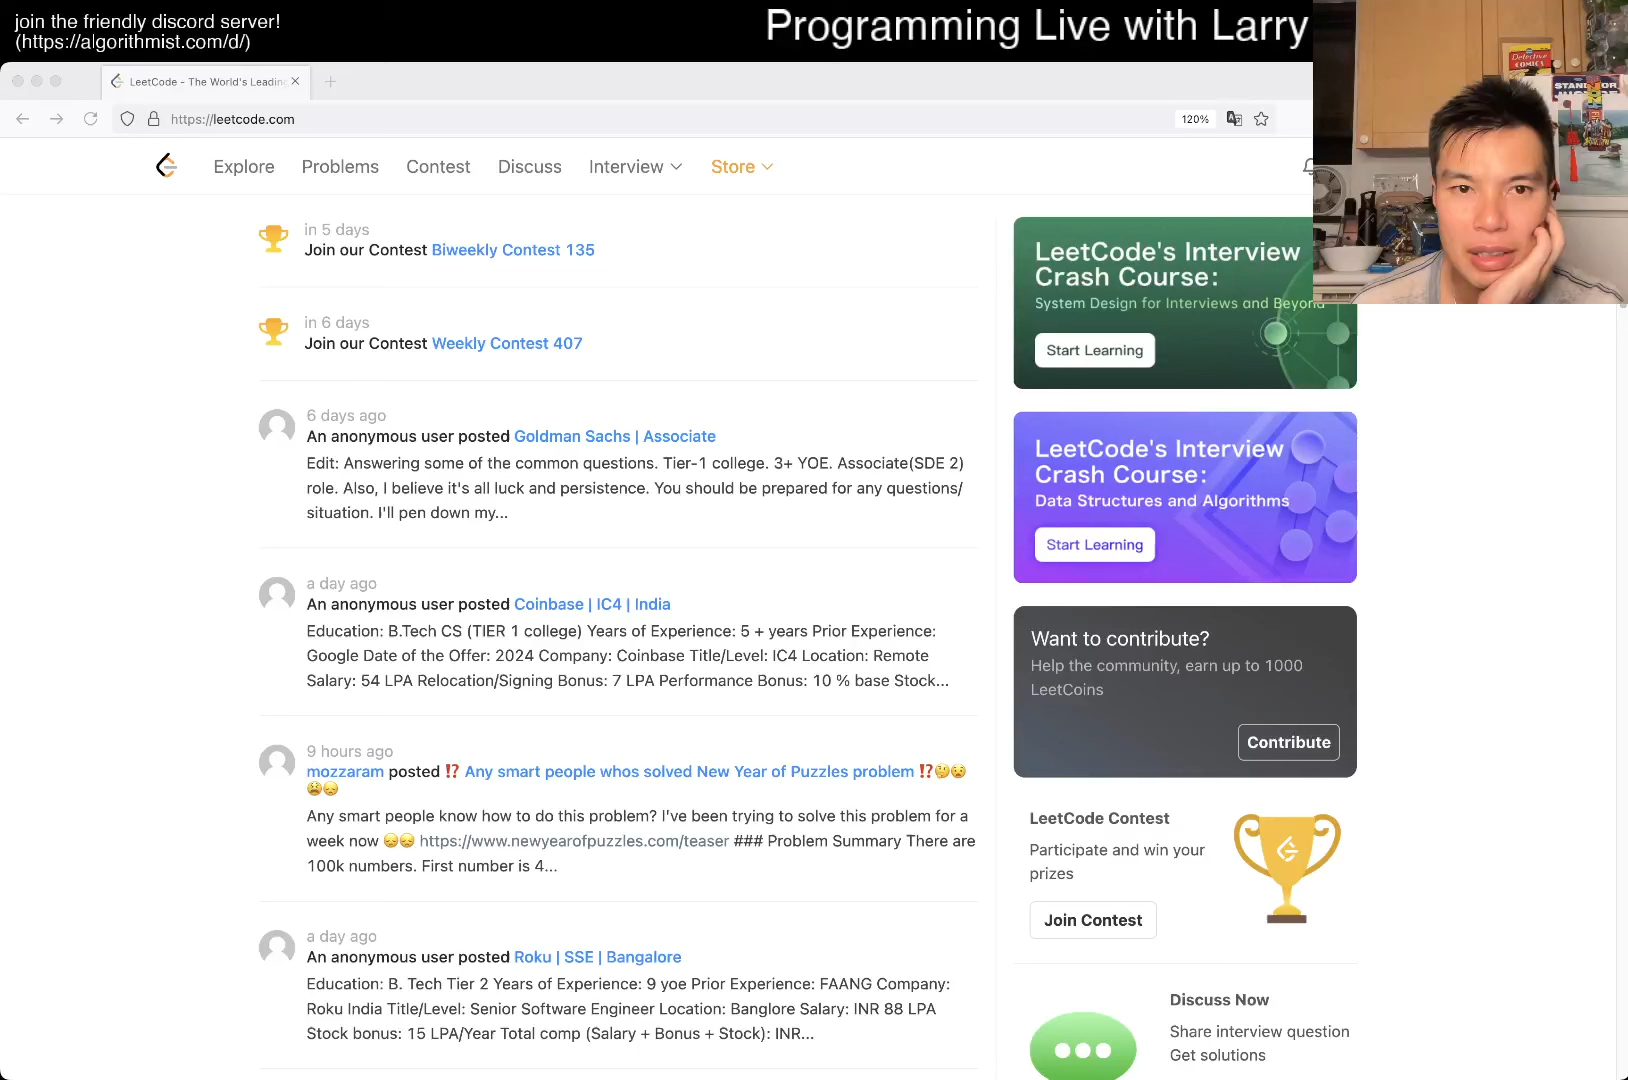 join the friendly discord server!
(https://algorithmist.com/d/)
Programming Live with Larry
LeetCode - The World's Leading
https://leetcode.com
120%
Explore
Problems
Contest
Discuss
Interview
Store
in 5 days
Join our Contest Biweekly Contest 135
in 6 days
Join our Contest Weekly Contest 407
6 days ago
An anonymous user posted Goldman Sachs | Associate
Edit: Answering some of the common questions. Tier-1 college. 3+ YOE. Associate(SDE 2)
role. Also, I believe it's all luck and persistence. You should be prepared for any questions/
situation. I'll pen down my...
a day ago
An anonymous user posted Coinbase | IC4 | India
Education: B.Tech CS (TIER 1 college) Years of Experience: 5 + years Prior Experience:
Google Date of the Offer: 2024 Company: Coinbase Title/Level: IC4 Location: Remote
Salary: 54 LPA Relocation/Signing Bonus: 7 LPA Performance Bonus: 10 % base Stock...
9 hours ago
mozzaram posted ⁉️ Any smart people whos solved New Year of Puzzles problem ⁉️🤔😧
😫😞
Any smart people know how to do this problem? I've been trying to solve this problem for a
week now 😞😞 https://www.newyearofpuzzles.com/teaser ### Problem Summary There are
100k numbers. First number is 4...
a day ago
An anonymous user posted Roku | SSE | Bangalore
Education: B. Tech Tier 2 Years of Experience: 9 yoe Prior Experience: FAANG Company:
Roku India Title/Level: Senior Software Engineer Location: Banglore Salary: INR 88 LPA
Stock bonus: 15 LPA/Year Total comp (Salary + Bonus + Stock): INR...
LeetCode's Interview
Crash Course:
System Design for Interviews and Beyond
Start Learning
LeetCode's Interview
Crash Course:
Data Structures and Algorithms
Start Learning
Want to contribute?
Help the community, earn up to 1000
LeetCoins
Contribute
LeetCode Contest
Participate and win your
prizes
Join Contest
Discuss Now
Share interview question
Get solutions
Detective
COMICS